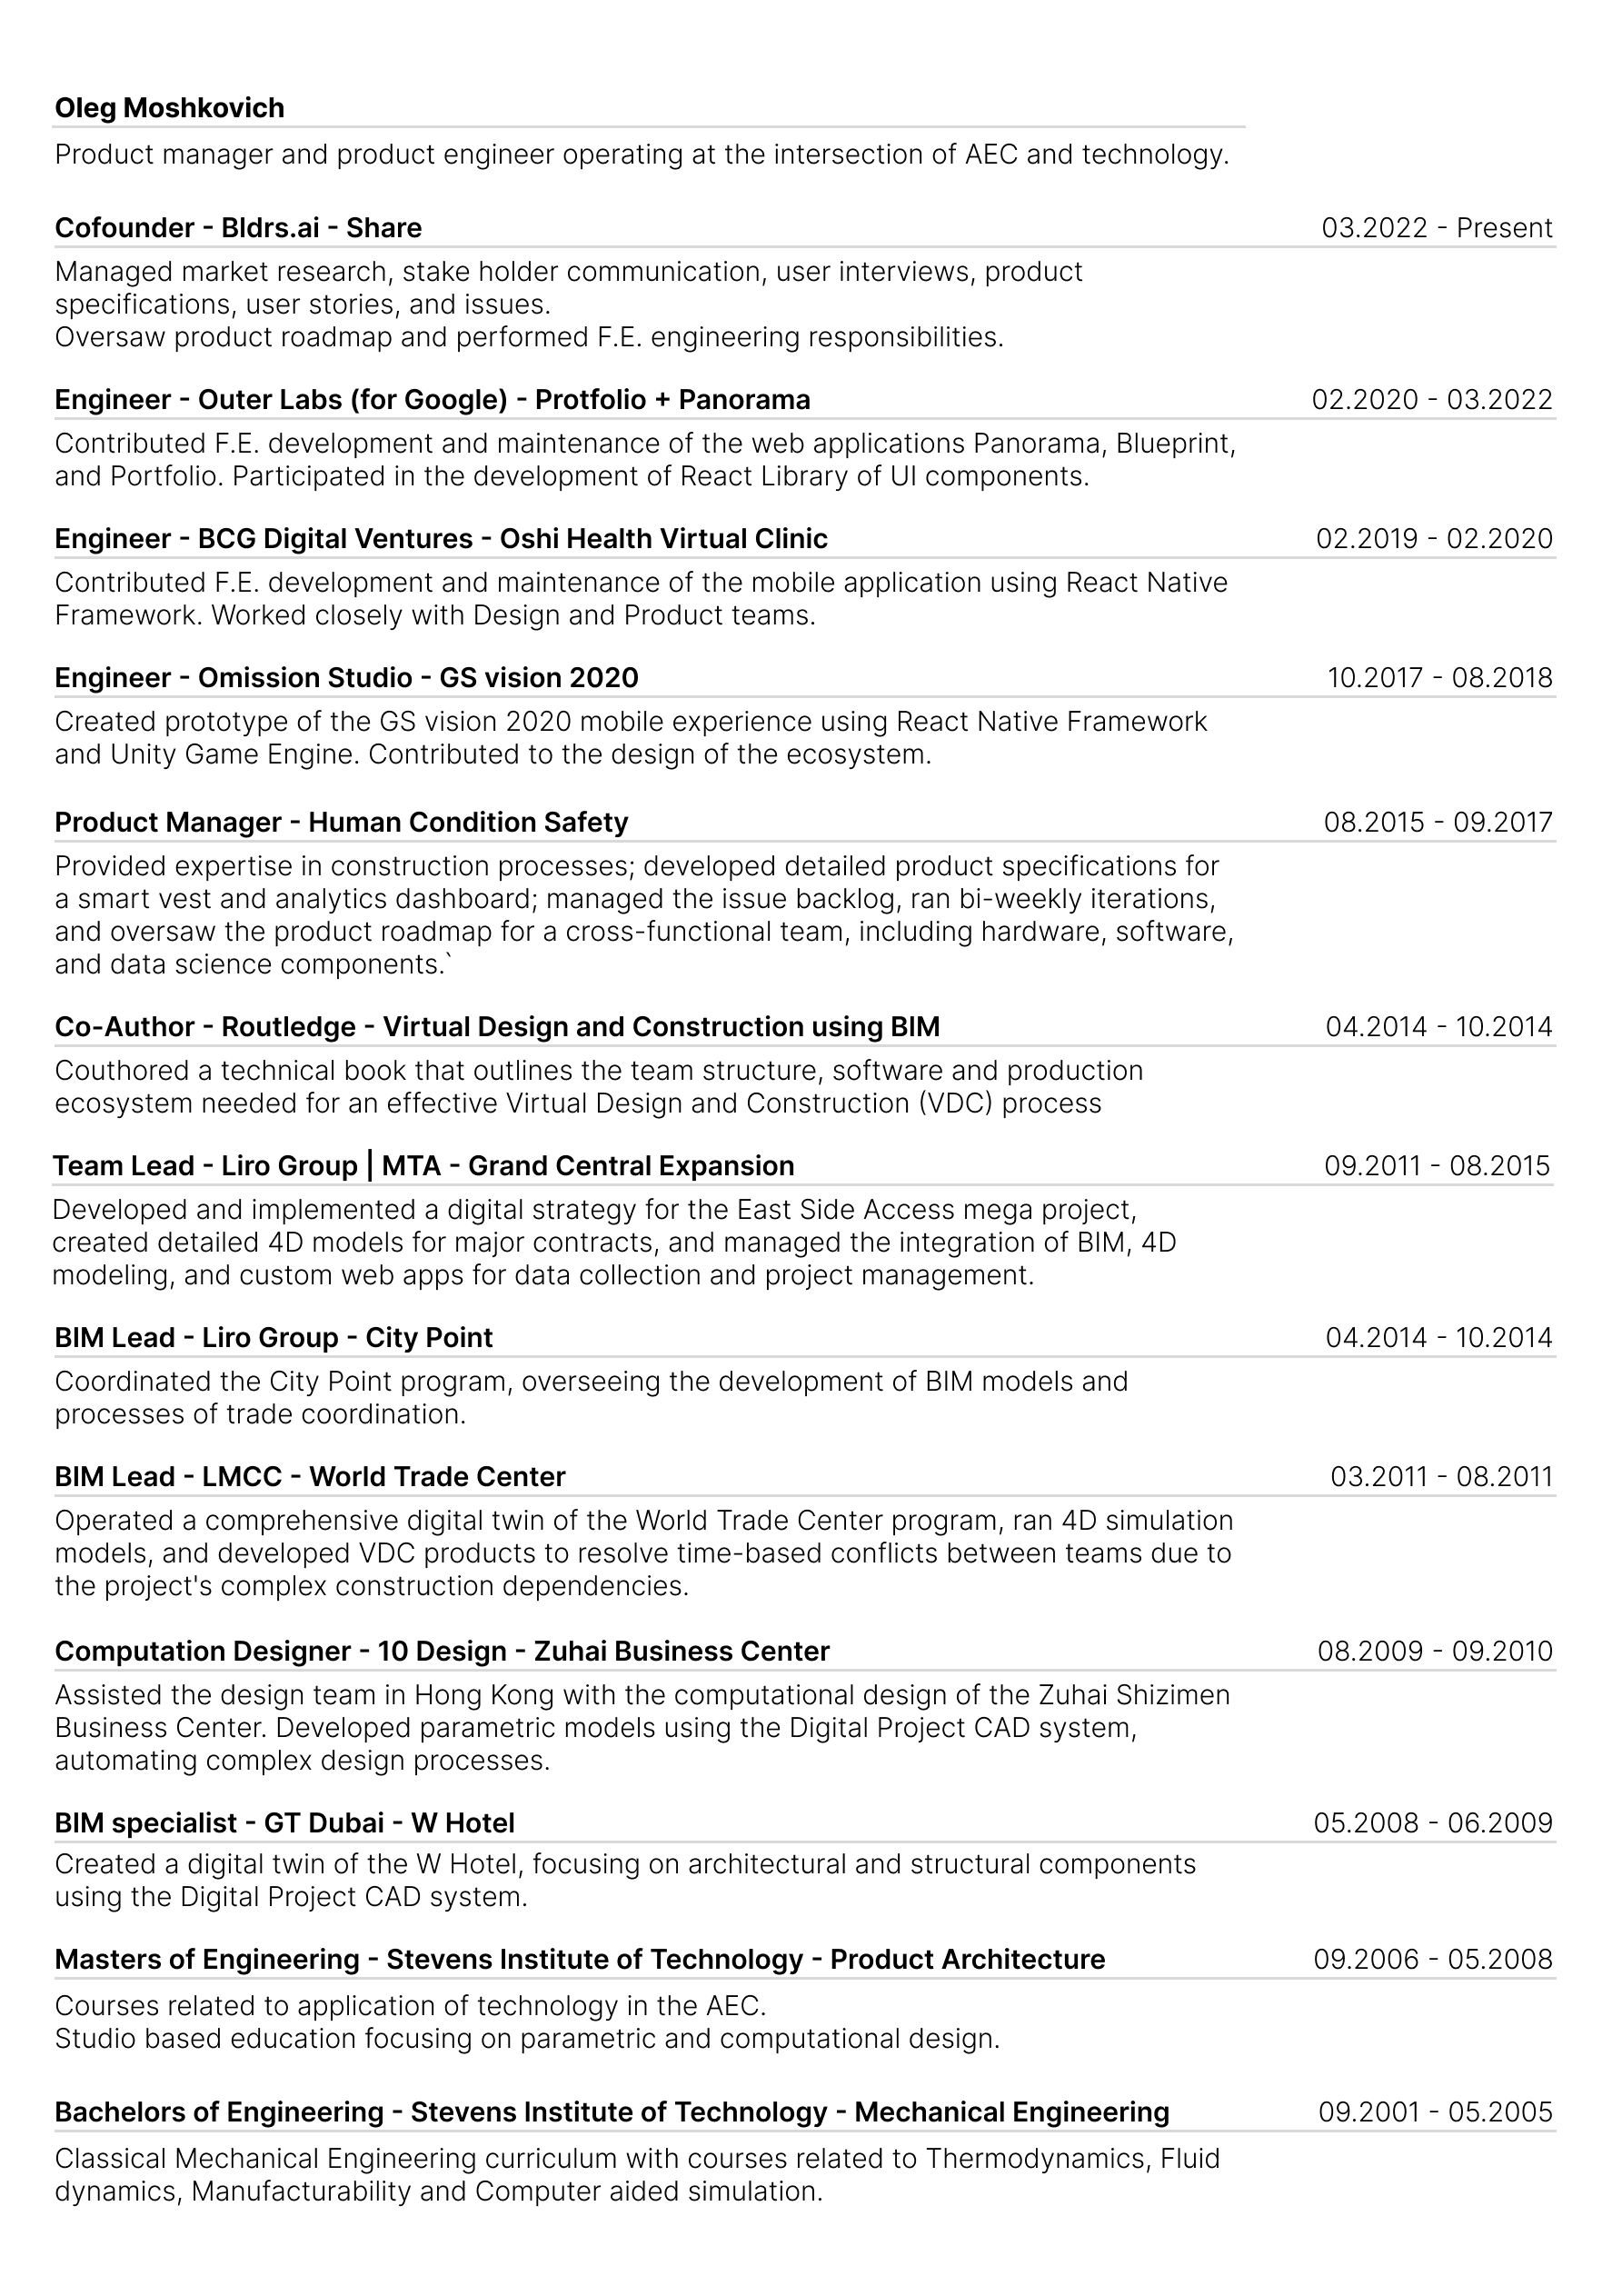 Oleg Moshkovich
Product manager and product engineer operating at the intersection of AEC and technology.
Cofounder - Bldrs.ai - Share 03.2022 - Present
Managed market research, stake holder communication, user interviews, product
specifications, user stories, and issues.
Oversaw product roadmap and performed F.E. engineering responsibilities.
Engineer - Outer Labs (for Google) - Protfolio + Panorama 02.2020 - 03.2022
Contributed F.E. development and maintenance of the web applications Panorama, Blueprint,
and Portfolio. Participated in the development of React Library of UI components.
Engineer - BCG Digital Ventures - Oshi Health Virtual Clinic 02.2019 - 02.2020
Contributed F.E. development and maintenance of the mobile application using React Native
Framework. Worked closely with Design and Product teams.
Engineer - Omission Studio - GS vision 2020 10.2017 - 08.2018
Created prototype of the GS vision 2020 mobile experience using React Native Framework
and Unity Game Engine. Contributed to the design of the ecosystem.
Product Manager - Human Condition Safety 08.2015 - 09.2017
Provided expertise in construction processes; developed detailed product specifications for
a smart vest and analytics dashboard; managed the issue backlog, ran bi-weekly iterations,
and oversaw the product roadmap for a cross-functional team, including hardware, software,
and data science components.`
Co-Author - Routledge - Virtual Design and Construction using BIM 04.2014 - 10.2014
Couthored a technical book that outlines the team structure, software and production
ecosystem needed for an effective Virtual Design and Construction (VDC) process
Team Lead - Liro Group | MTA - Grand Central Expansion 09.2011 - 08.2015
Developed and implemented a digital strategy for the East Side Access mega project,
created detailed 4D models for major contracts, and managed the integration of BIM, 4D
modeling, and custom web apps for data collection and project management.
BIM Lead - Liro Group - City Point 04.2014 - 10.2014
Coordinated the City Point program, overseeing the development of BIM models and
processes of trade coordination.
BIM Lead - LMCC - World Trade Center 03.2011 - 08.2011
Operated a comprehensive digital twin of the World Trade Center program, ran 4D simulation
models, and developed VDC products to resolve time-based conflicts between teams due to
the project's complex construction dependencies.
Computation Designer - 10 Design - Zuhai Business Center 08.2009 - 09.2010
Assisted the design team in Hong Kong with the computational design of the Zuhai Shizimen
Business Center. Developed parametric models using the Digital Project CAD system,
automating complex design processes.
BIM specialist - GT Dubai - W Hotel 05.2008 - 06.2009
Created a digital twin of the W Hotel, focusing on architectural and structural components
using the Digital Project CAD system.
Masters of Engineering - Stevens Institute of Technology - Product Architecture 09.2006 - 05.2008
Courses related to application of technology in the AEC.
Studio based education focusing on parametric and computational design.
Bachelors of Engineering - Stevens Institute of Technology - Mechanical Engineering 09.2001 - 05.2005
Classical Mechanical Engineering curriculum with courses related to Thermodynamics, Fluid
dynamics, Manufacturability and Computer aided simulation.